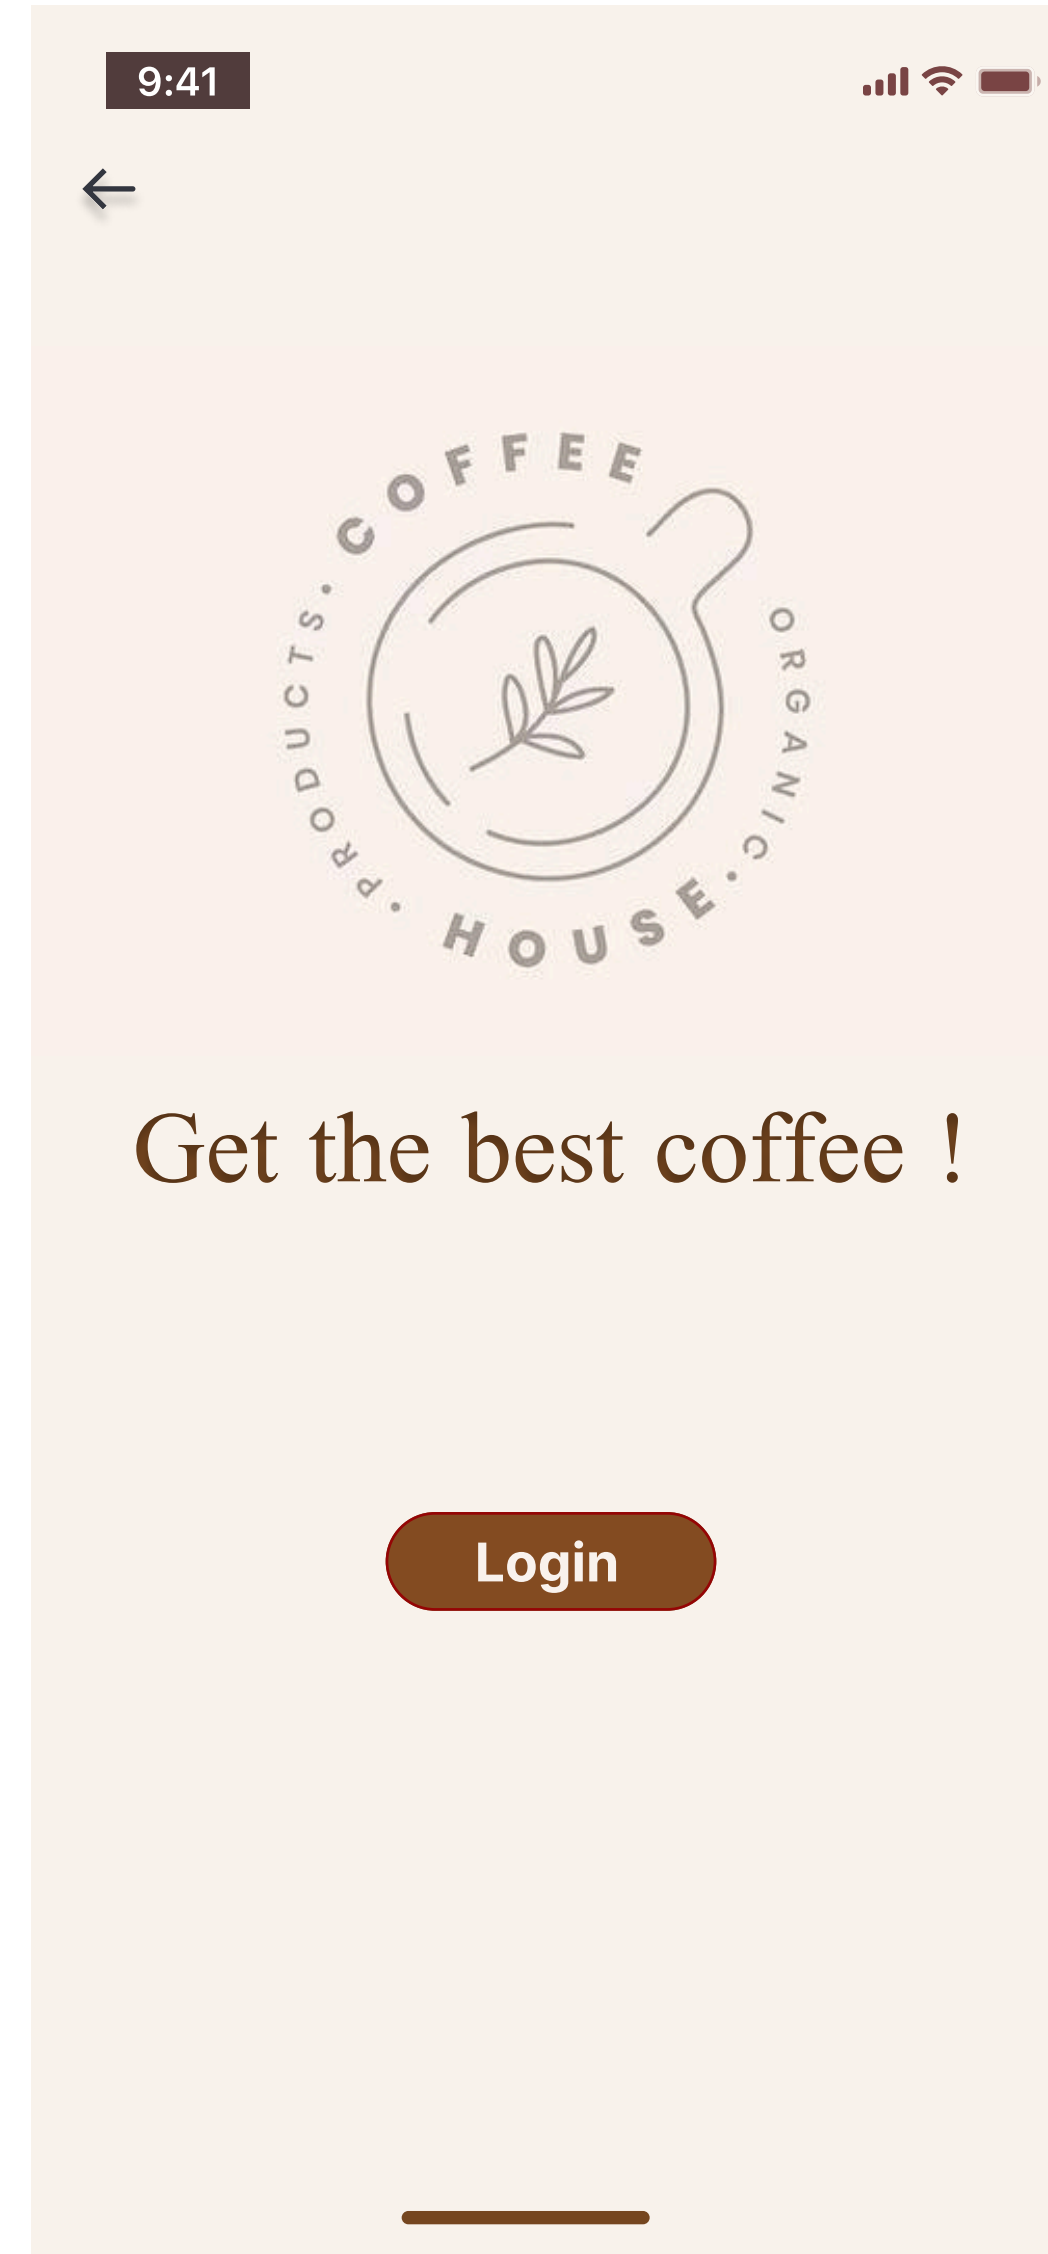 9:41
COFFEE
ORGANIC
HOUSE
PRODUCTS
Get the best coffee !
Login